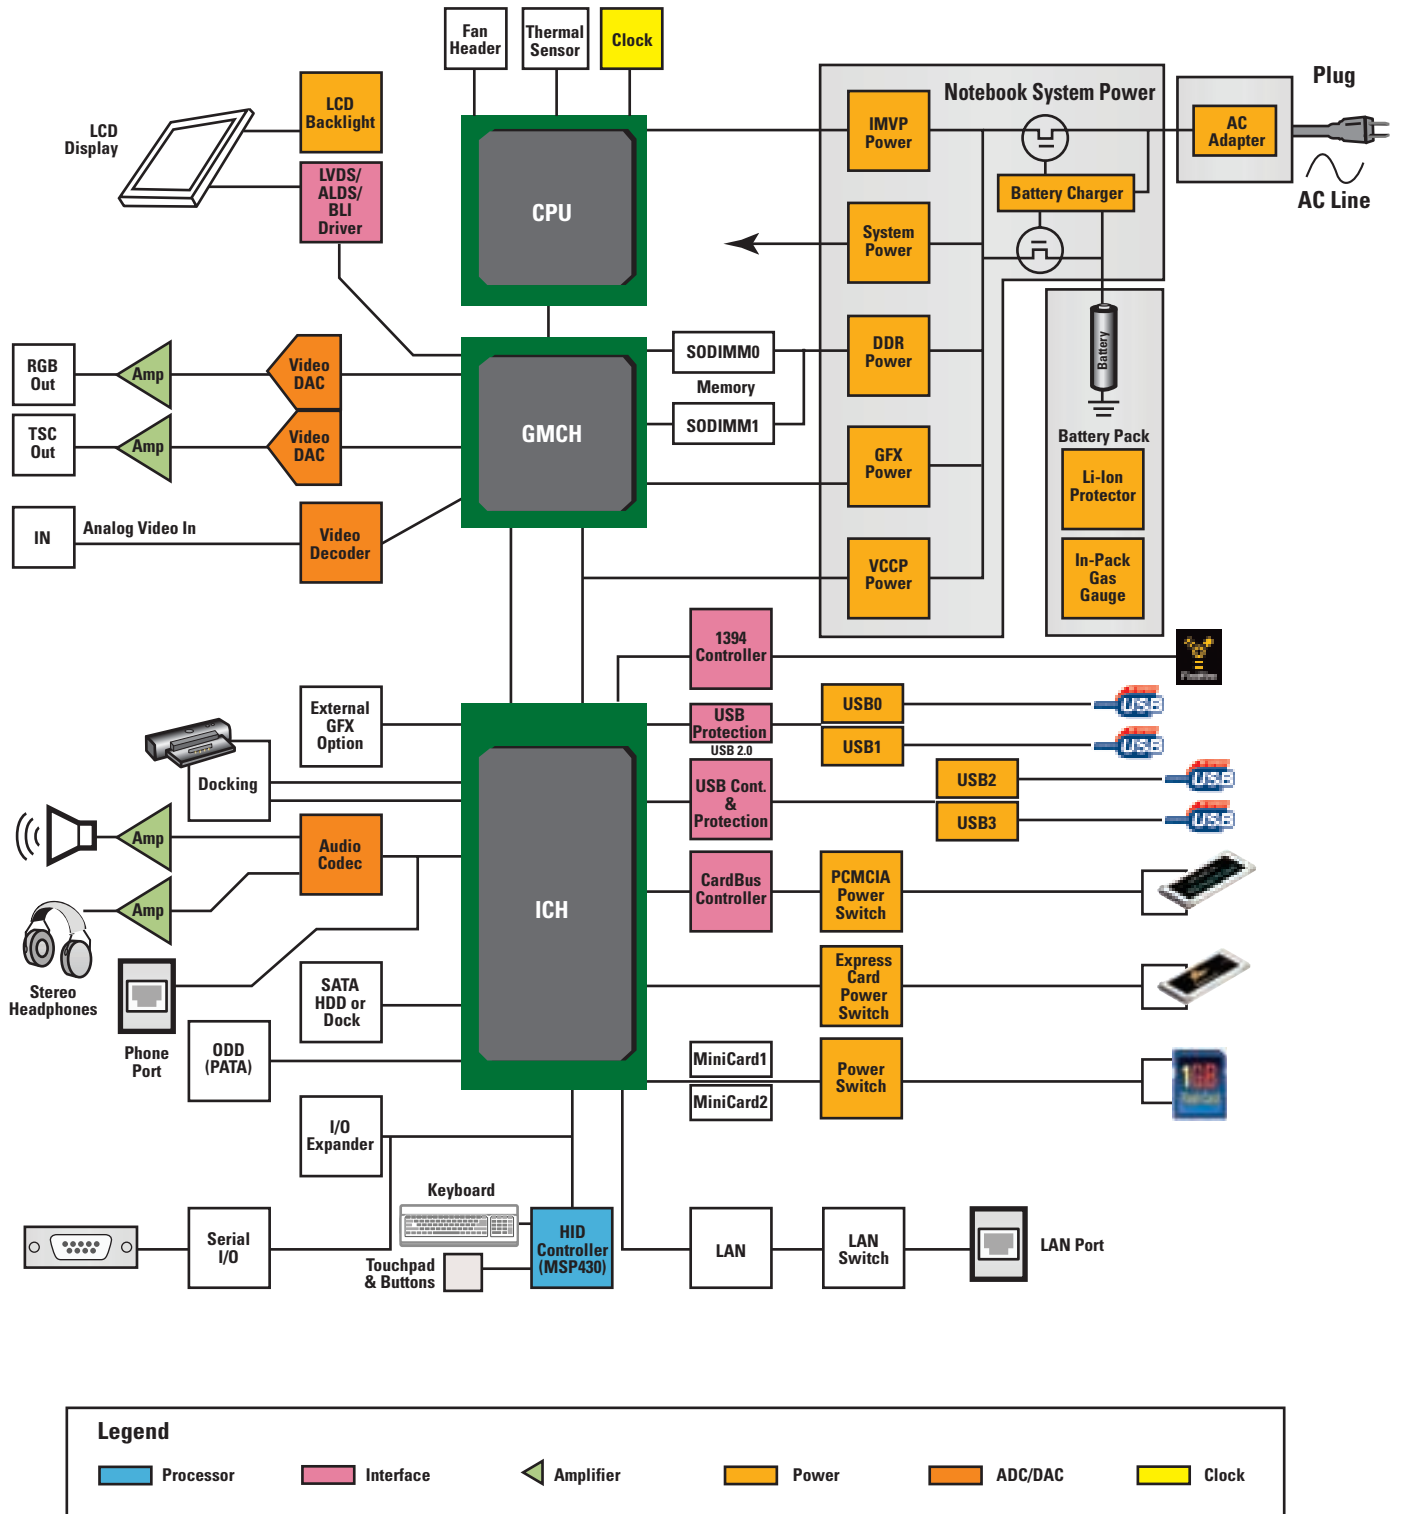 Fan
Header
Thermal
Sensor
Clock
LCD
Display
LCD
Backlight
LVDS/
ALDS/
BLI
Driver
CPU
Notebook System Power
IMVP
Power
System
Power
DDR
Power
GFX
Power
VCCP
Power
Battery Charger
AC
Adapter
Plug
AC Line
Battery
Battery Pack
Li-Ion
Protector
In-Pack
Gas
Gauge
RGB
Out
Amp
Video
DAC
TSC
Out
Amp
Video
DAC
IN
Analog Video In
Video
Decoder
GMCH
SODIMM0
Memory
SODIMM1
1394
Controller
External
GFX
Option
USB
Protection
USB 2.0
USB0
USB
USB1
USB
Docking
USB Cont.
&
Protection
USB2
USB
USB3
USB
Amp
Audio
Codec
Amp
Stereo
Headphones
Phone
Port
ICH
CardBus
Controller
PCMCIA
Power
Switch
SATA
HDD or
Dock
Express
Card
Power
Switch
ODD
(PATA)
MiniCard1
MiniCard2
Power
Switch
1GB
I/O
Expander
Keyboard
Serial
I/O
Touchpad
& Buttons
HID
Controller
(MSP430)
LAN
LAN
Switch
LAN Port
Legend
Processor
Interface
Amplifier
Power
ADC/DAC
Clock